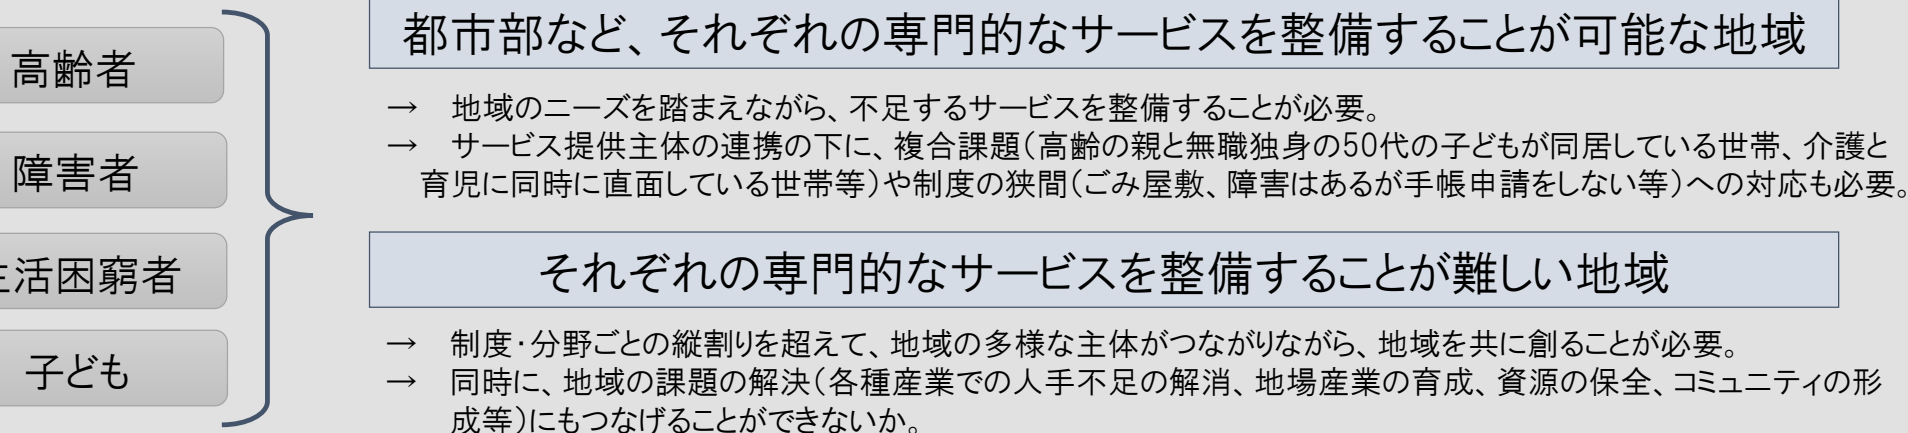 高齢者
障害者
生活困窮者
子ども
都市部など、それぞれの専門的なサービスを整備することが可能な地域
→ 地域のニーズを踏まえながら、不足するサービスを整備することが必要。
→ サービス提供主体の連携の下に、複合課題(高齢の親と無職独身の50代の子どもが同居している世帯、介護と
育児に同時に直面している世帯等)や制度の狭間(ごみ屋敷、障害はあるが手帳申請をしない等)への対応も必要。
それぞれの専門的なサービスを整備することが難しい地域
→ 制度・分野ごとの縦割りを超えて、地域の多様な主体がつながりながら、地域を共に創ることが必要。
→ 同時に、地域の課題の解決(各種産業での人手不足の解消、地場産業の育成、資源の保全、コミュニティの形
成等)にもつなげることができないか。